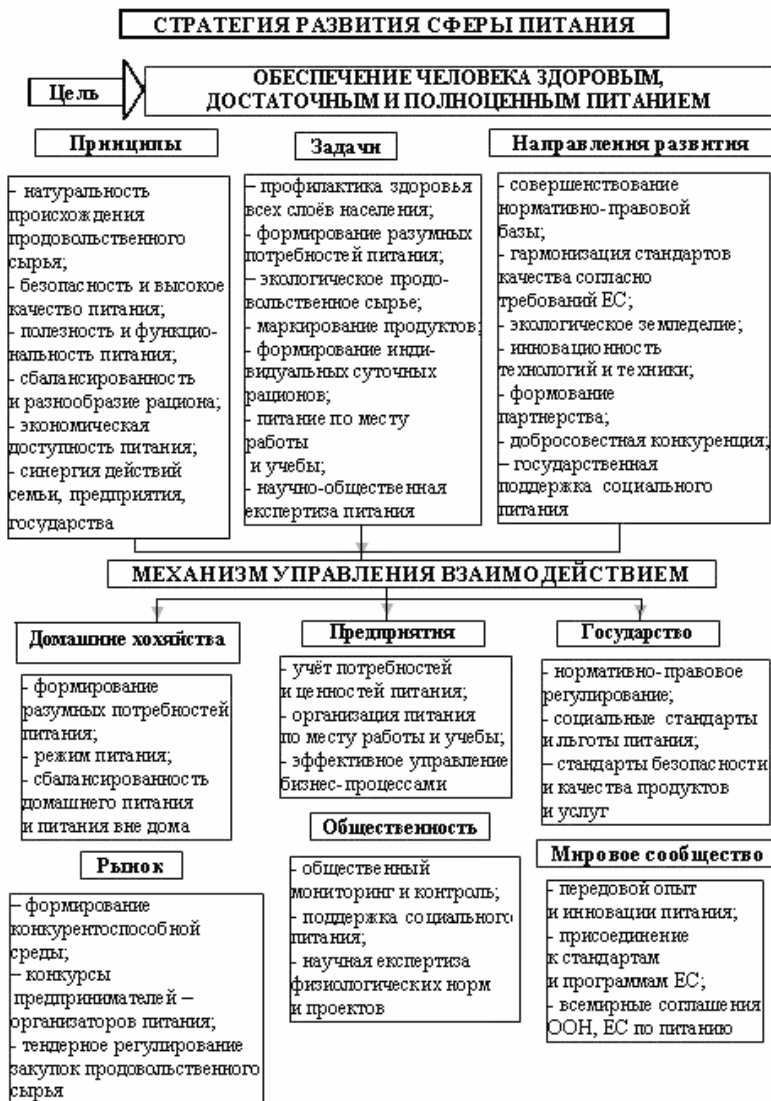 СТРАТЕГИЯ РАЗВИТИЯ СФЕРЫ ПИТАНИЯ
Цель
ОБЕСПЕЧЕНИЕ ЧЕЛОВЕКА ЗДОРОВЫМ,
ДОСТАТОЧНЫМ И ПОЛНОЦЕННЫМ ПИТАНИЕМ
Принципы
– натуральность
происхождения
продовольственного
сырья;
- безопасность и высокое
качество питания;
- полезность и функцио-
нальность питания;
- сбалансированность
и разнообразие рациона;
- экономическая
доступность питания;
- синергия действий
семьи, предприятия,
государства
Задачи
– профилактика здоровья
всех слоёв населения;
- формирование разумных
потребностей питания;
– экологическое продо-
вольственное сырье;
- маркирование продуктов;
- формирование инди-
видуальных суточных
рационов;
- питание по месту
работы
и учебы;
- научно-общественная
експертиза питания
Направления развития
- совершенствование
нормативно-правовой
базы;
- гармонизация стандартов
качества согласно
требований ЕС;
- экологическое земледелие;
- инновационность
технологий и техники;
- формование
партнерства;
- добросовестная конкуренция;
– государственная
поддержка социального
питания
МЕХАНИЗМ УПРАВЛЕНИЯ ВЗАИМОДЕЙСТВИЕМ
Домашние хохяйства
- формирование
разумных потребностей
питания;
- режим питания;
- сбалансированность
домашнего питания
и питания вне дома
Предприятия
- учёт потребностей
и ценностей питания;
- организация питания
по месту работы и учебы;
- эффективное управление
бизнес-процессами
Государство
- нормативно-правовое
регулирование;
- социальные стандарты
и льготы питания;
– стандарты безопасности
и качества продуктов
и услуг
Рынок
– формирование
конкурентоспособной
среды;
– конкурсы
предпринимателей –
организаторов питания;
- тендерное регулирование
закупок продовольственного
сырья
Общественность
- общественный
мониторинг и контроль;
- поддержка социального
питания;
- научная експертиза
физиологических норм
и проектов
Мировое сообщество
- передовой опыт
и инновации питания;
- присоединение
к стандартам
и программам ЕС;
- всемирные соглашения
ООН, ЕС по питанию